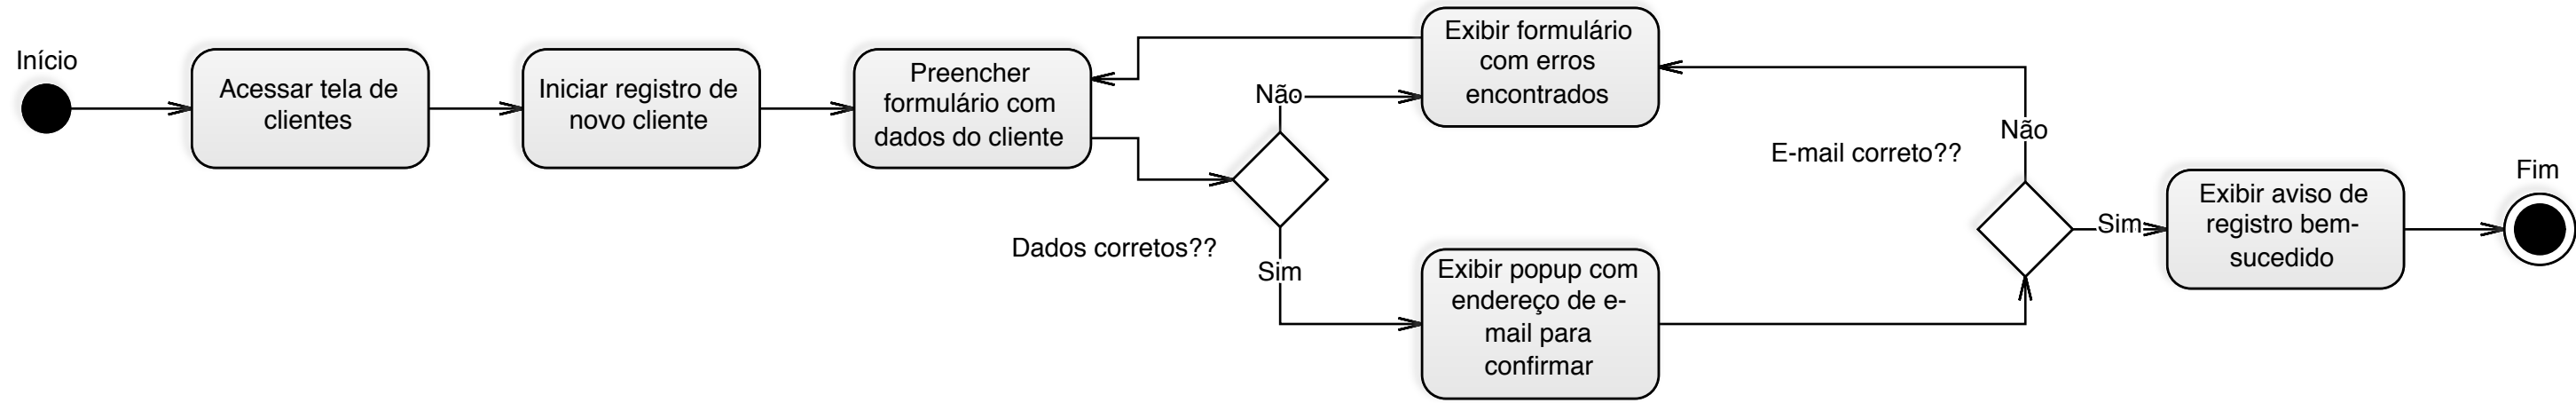 Início
Acessar tela de
clientes
Iniciar registro de
novo cliente
Preencher
formulário com
dados do cliente
Dados corretos??
Não
Sim
Exibir formulário
com erros
encontrados
Exibir popup com
endereço de e-
mail para
confirmar
E-mail correto??
Não
Sim
Exibir aviso de
registro bem-
sucedido
Fim